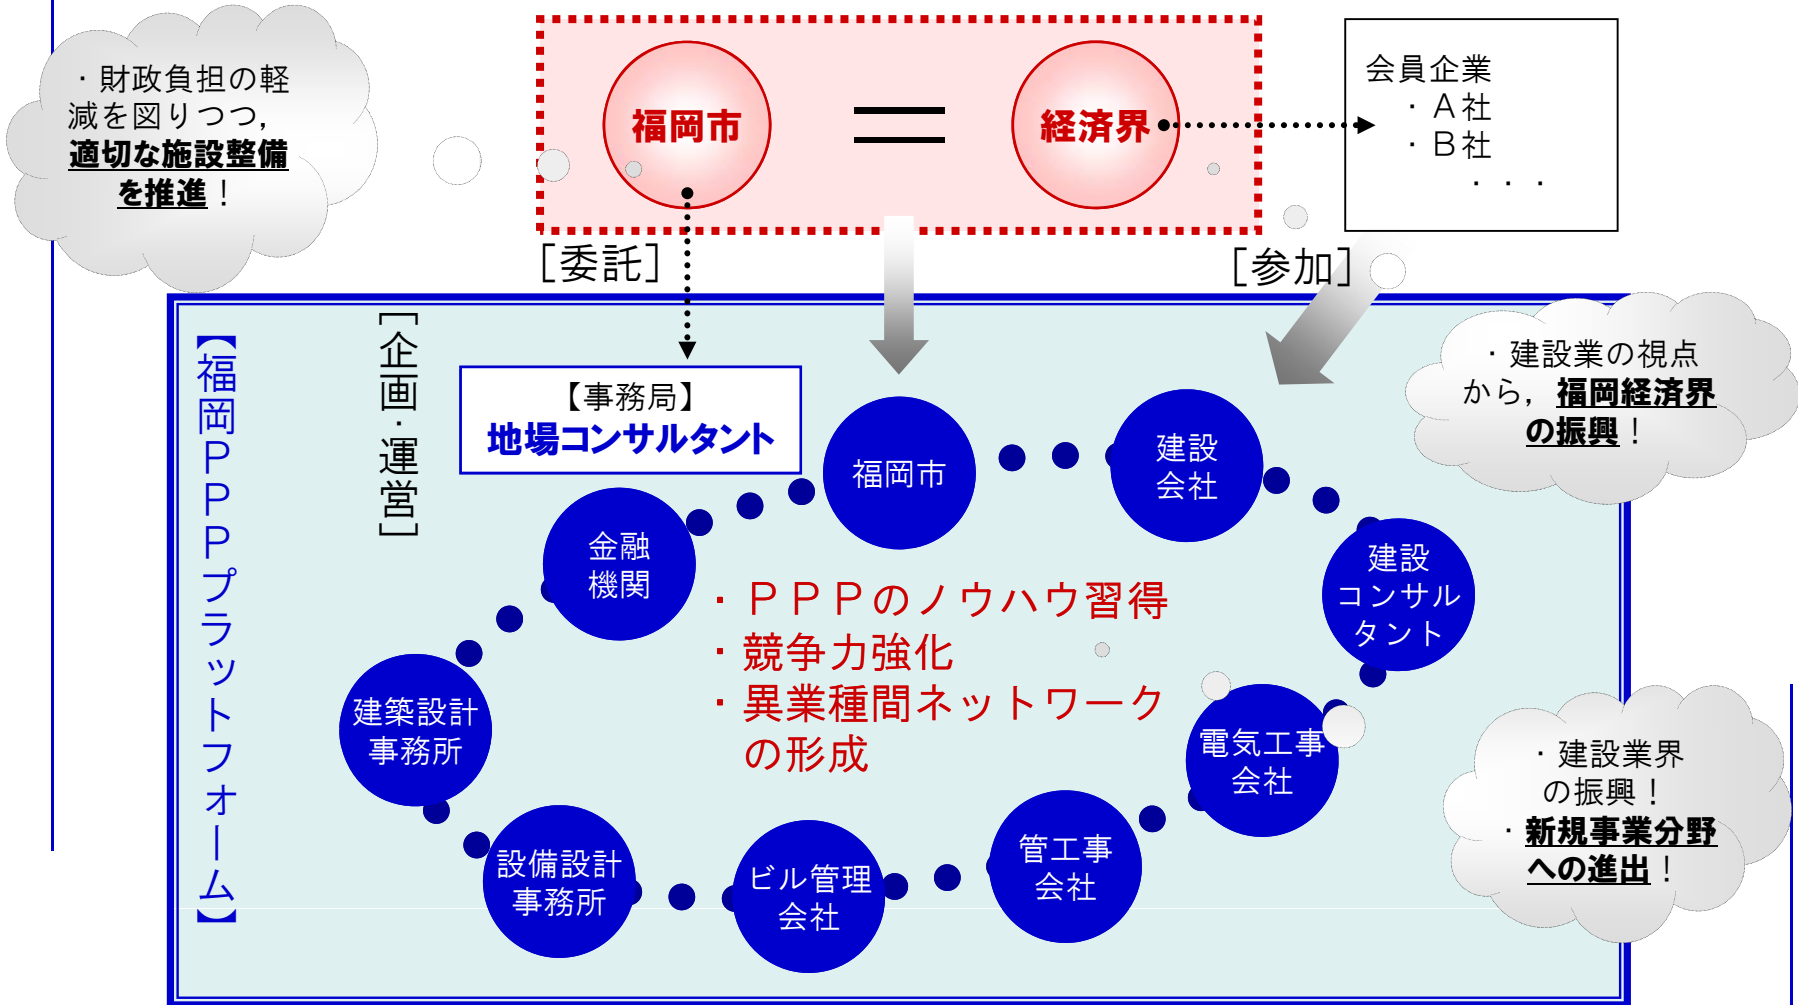 ・財政負担の軽
減を図りつつ，
適切な施設整備
を推進！
福岡市
経済界
会員企業
・Ａ社
・Ｂ社
・・・
［委託］
［参加］
【福岡ＰＰＰプラットフォーム】
［企画・運営］
【事務局】
地場コンサルタント
・建設業の視点
から，福岡経済界
の振興！
福岡市
建設
会社
金融
機関
建設
コンサル
タント
・ＰＰＰのノウハウ習得
・競争力強化
・異業種間ネットワーク
の形成
建築設計
事務所
電気工事
会社
・建設業界
の振興！
・新規事業分野
への進出！
設備設計
事務所
ビル管理
会社
管工事
会社